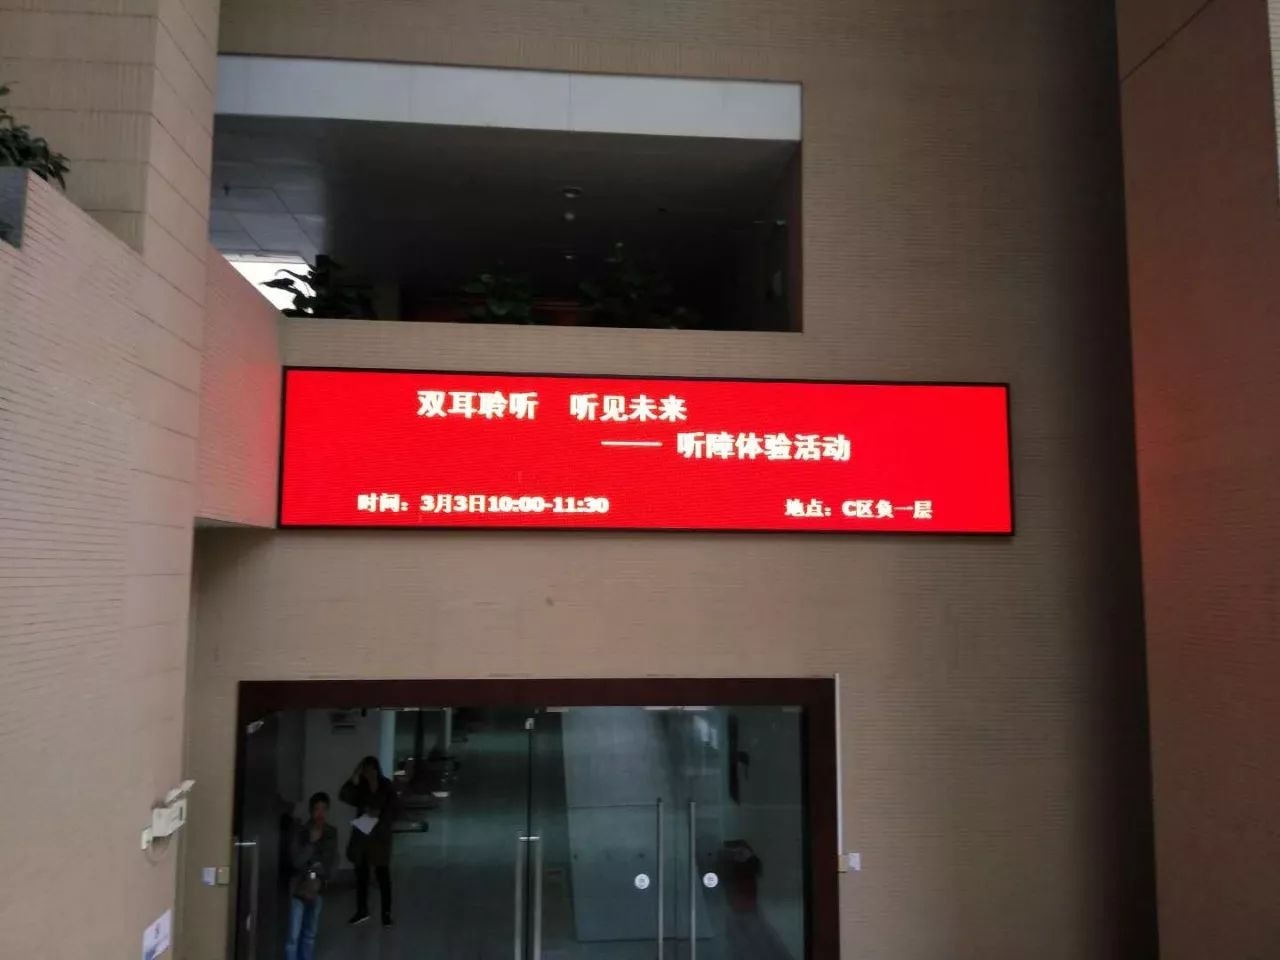 双耳聆听 听见未来
—— 听障体验活动
时间：3月3日10:00-11:30 地点：C区负一层